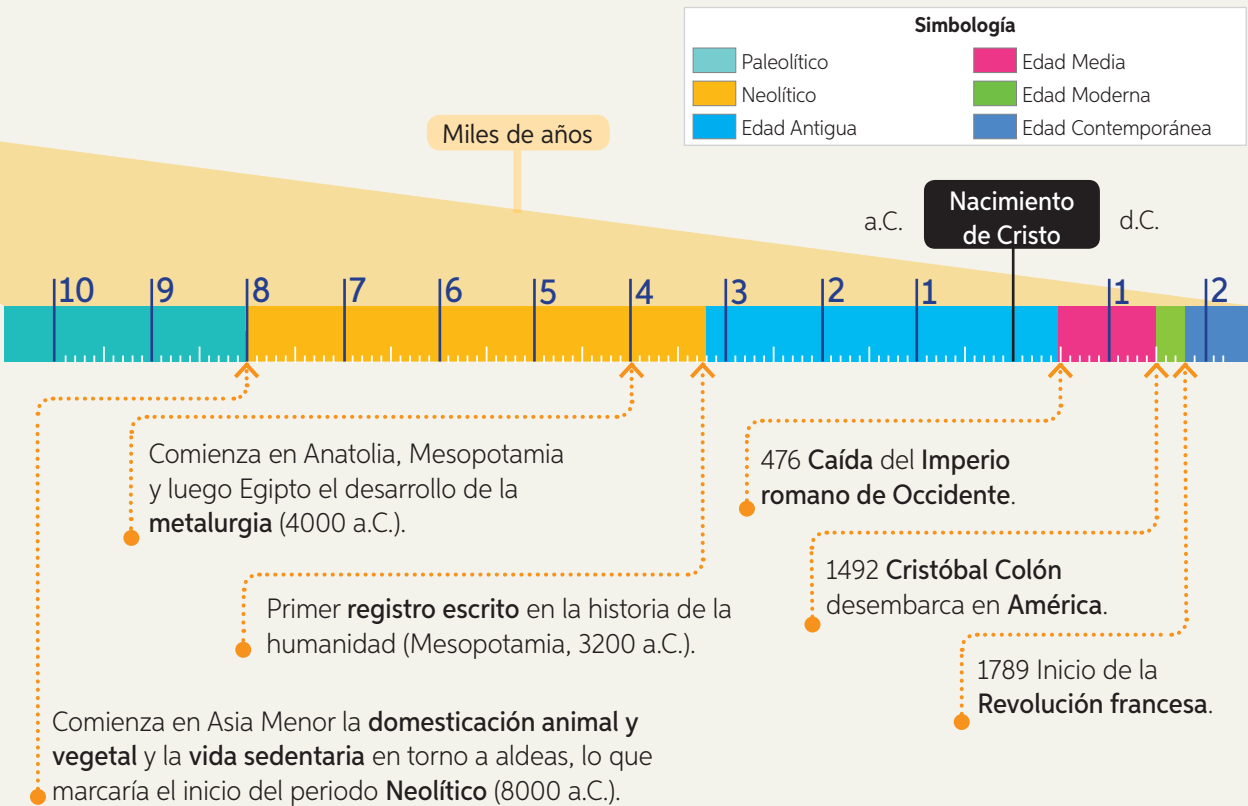 Simbología
Paleolítico
Neolítico
Edad Antigua
Edad Media
Edad Moderna
Edad Contemporánea
Miles de años
a.C.
Nacimiento
de Cristo
d.C.
10 9 8 7 6 5 4 3 2 1 1 2
Comienza en Anatolia, Mesopotamia
y luego Egipto el desarrollo de la
metalurgia (4000 a.C.).
476 Caída del Imperio
romano de Occidente.
Primer registro escrito en la historia de la
humanidad (Mesopotamia, 3200 a.C.).
1492 Cristóbal Colón
desembarca en América.
1789 Inicio de la
Revolución francesa.
Comienza en Asia Menor la domesticación animal y
vegetal y la vida sedentaria en torno a aldeas, lo que
marcaría el inicio del periodo Neolítico (8000 a.C.).